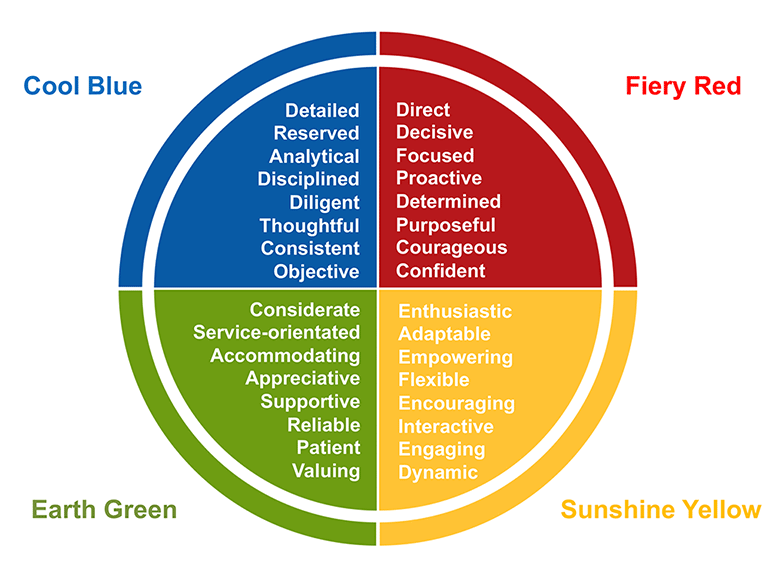 Cool Blue
Fiery Red
Detailed
Reserved
Analytical
Disciplined
Diligent
Thoughtful
Consistent
Objective
Direct
Decisive
Focused
Proactive
Determined
Purposeful
Courageous
Confident
Considerate
Service-orientated
Accommodating
Appreciative
Supportive
Reliable
Patient
Valuing
Enthusiastic
Adaptable
Empowering
Flexible
Encouraging
Interactive
Engaging
Dynamic
Earth Green
Sunshine Yellow